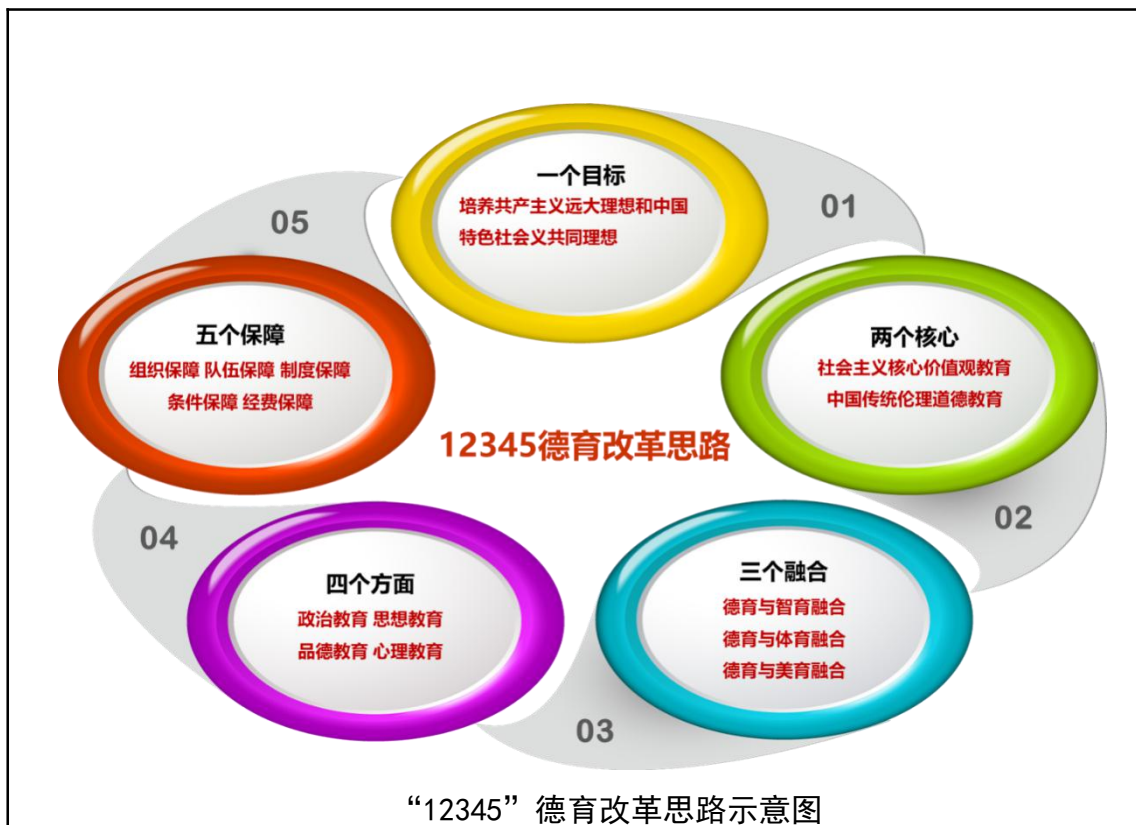 一个目标
培养共产主义远大理想和中国
特色社会义共同理想
01
两个核心
社会主义核心价值观教育
中国传统伦理道德教育
02
三个融合
德育与智育融合
德育与体育融合
德育与美育融合
03
四个方面
政治教育 思想教育
品德教育 心理教育
04
五个保障
组织保障 队伍保障 制度保障
条件保障 经费保障
05
12345德育改革思路
“12345”德育改革思路示意图